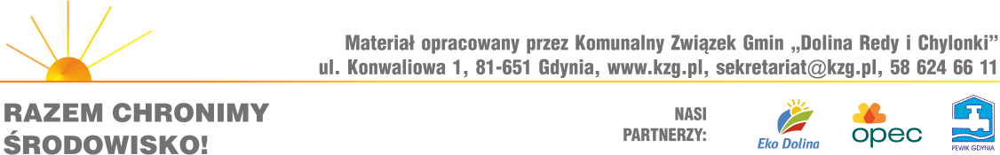 Materiał opracowany przez Komunalny Związek Gmin „Dolina Redy i Chylonki”
ul. Konwaliowa 1, 81-651 Gdynia, www.kzg.pl, sekretariat@kzg.pl, 58 624 66 11
RAZEM CHRONIMY
ŚRODOWISKO!
NASI
PARTNERZY:
Eko Dolina
opec
PEWIK GDYNIA